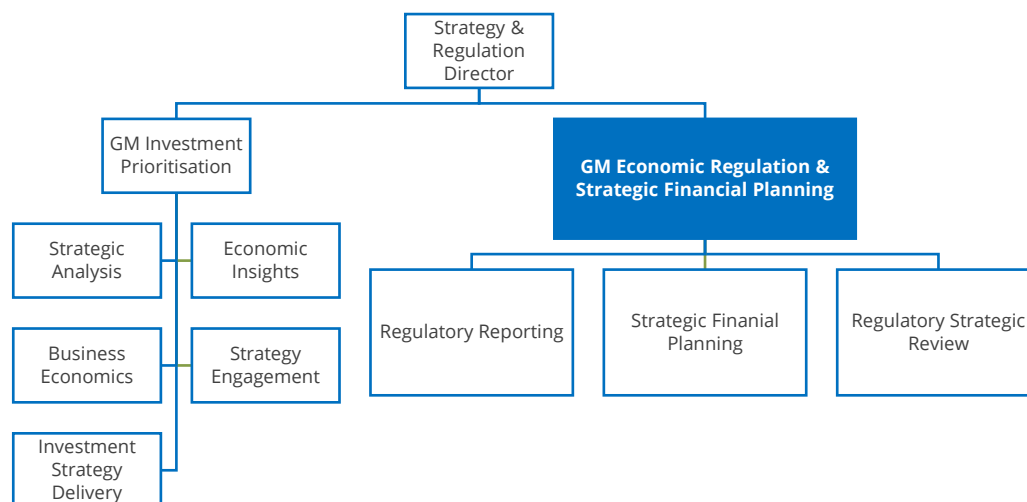 Strategy &
Regulation
Director
GM Investment
Prioritisation
GM Economic Regulation &
Strategic Financial Planning
Strategic
Analysis
Economic
Insights
Regulatory Reporting
Strategic Finanial
Planning
Regulatory Strategic
Review
Business
Economics
Strategy
Engagement
Investment
Strategy
Delivery